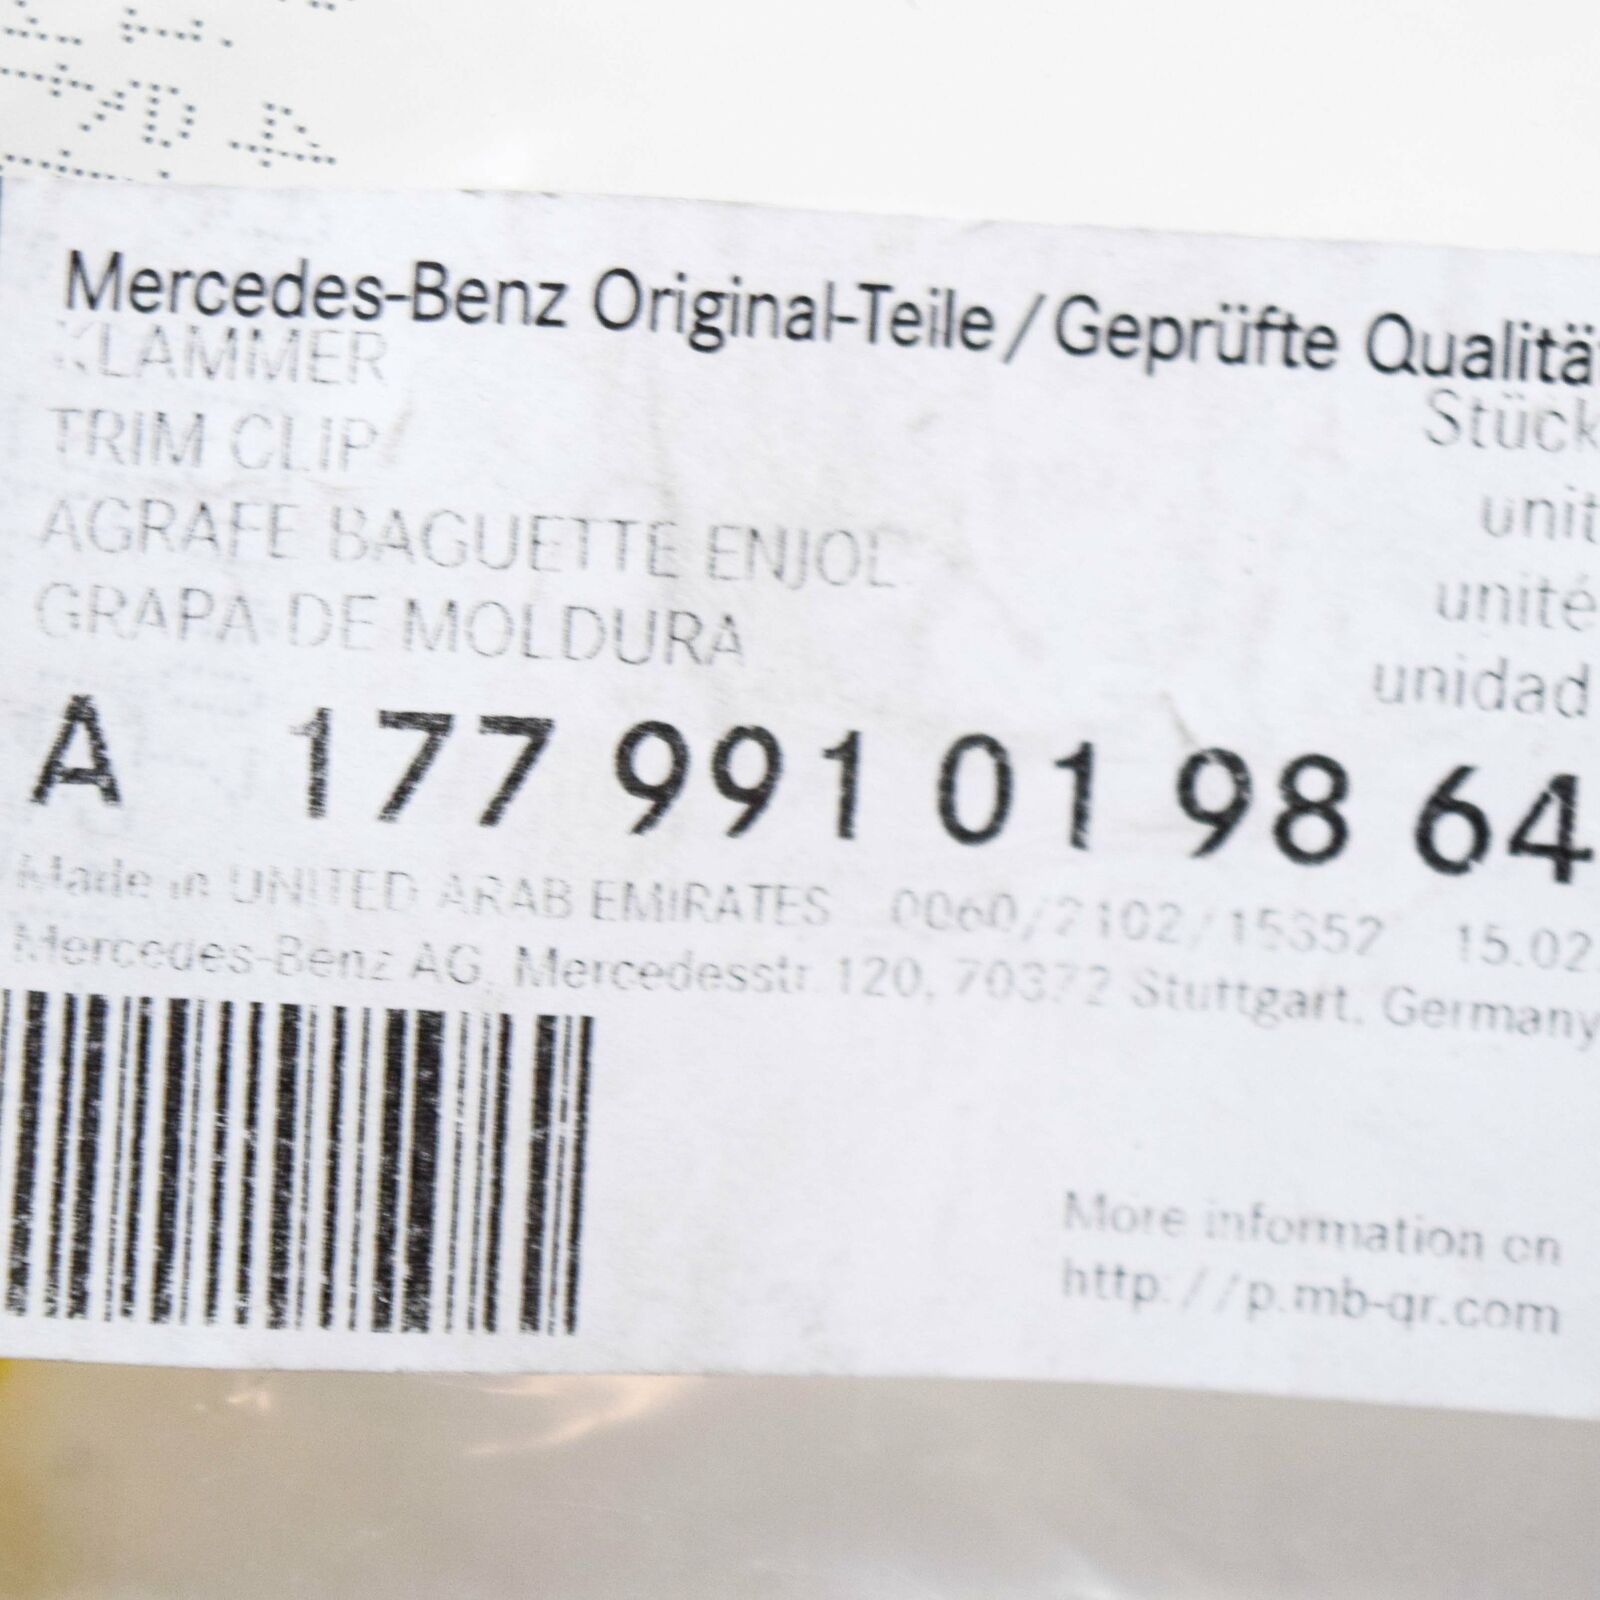 Mercedes-Benz Original-Teile/Geprüfte Qualitä
KLAMMER
TRIM CLIP
AGRAFE BAGUETTE ENJOL
GRAPA DE MOLDURA
Stück
unit
unité
unidad
A 177 991 01 98 64
Made in UNITED ARAB EMIRATES 0060/2102/15352 15.02
Mercedes-Benz AG, Mercedesstr. 120, 70372 Stuttgart, Germany
More information on
http://p.mb-qr.com